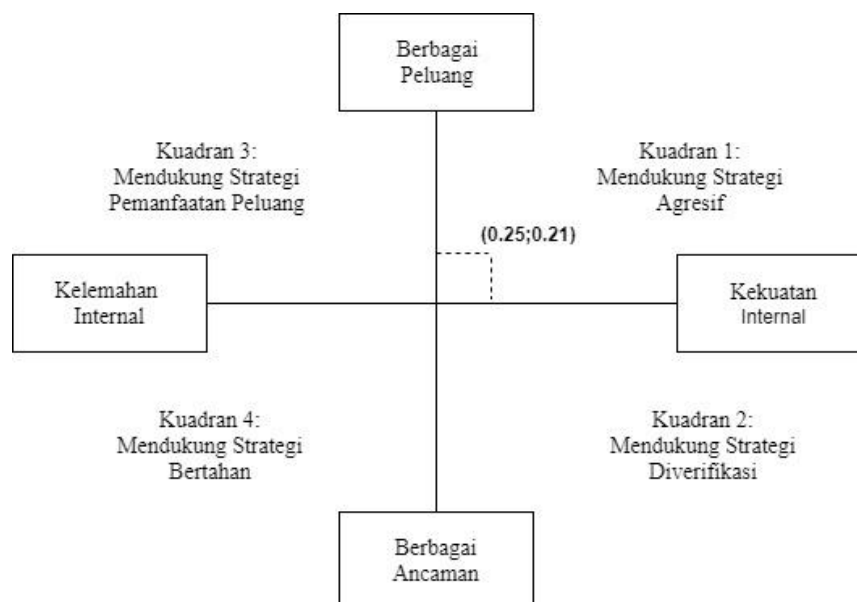 Berbagai
Peluang
Kuadran 3:
Mendukung Strategi
Pemanfaatan Peluang
Kuadran 1:
Mendukung Strategi
Agresif
(0.25;0.21)
Kelemahan
Internal
Kekuatan
Internal
Kuadran 4:
Mendukung Strategi
Bertahan
Kuadran 2:
Mendukung Strategi
Diverifikasi
Berbagai
Ancaman